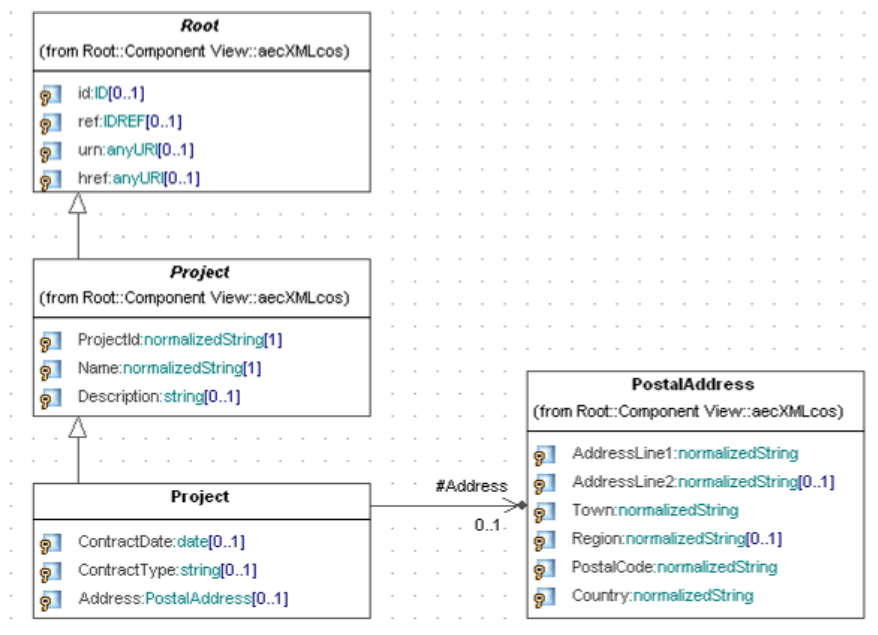 Root
(from Root::Component View::aecXMLcos)
id:ID[0..1]
ref:IDREF[0..1]
urn:anyURI[0..1]
href:anyURI[0..1]
Project
(from Root::Component View::aecXMLcos)
ProjectId:normalizedString[1]
Name:normalizedString[1]
Description:string[0..1]
Project
ContractDate:date[0..1]
ContractType:string[0..1]
Address:PostalAddress[0..1]
#Address
0..1
PostalAddress
(from Root::Component View::aecXMLcos)
AddressLine1:normalizedString
AddressLine2:normalizedString[0..1]
Town:normalizedString
Region:normalizedString[0..1]
PostalCode:normalizedString
Country:normalizedString